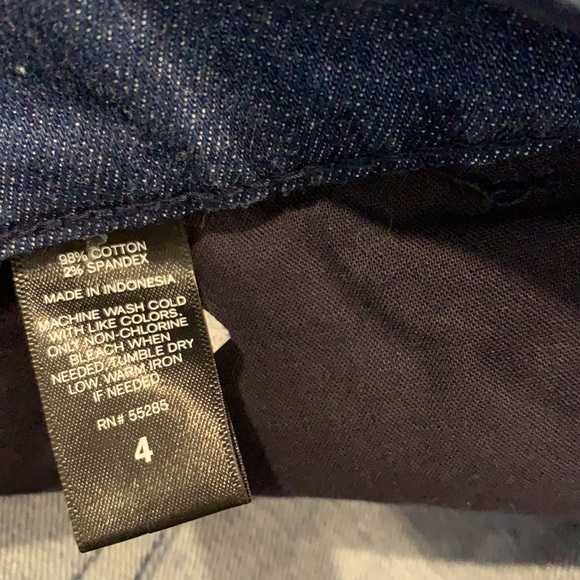 98% COTTON
2% SPANDEX
MADE IN INDONESIA
MACHINE WASH COLD
WITH LIKE COLORS.
ONLY NON-CHLORINE
BLEACH WHEN
NEEDED. TUMBLE DRY
LOW. WARM IRON
IF NEEDED.
RN# 55285
4